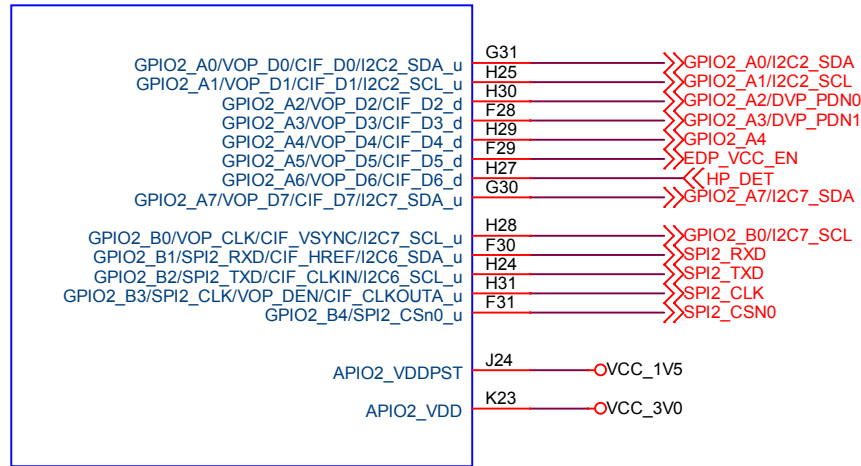 GPIO2_A0/VOP_D0/CIF_D0/I2C2_SDA_u G31 GPIO2_A0/I2C2_SDA
GPIO2_A1/VOP_D1/CIF_D1/I2C2_SCL_u H25 GPIO2_A1/I2C2_SCL
GPIO2_A2/VOP_D2/CIF_D2_d H30 GPIO2_A2/DVP_PDN0
GPIO2_A3/VOP_D3/CIF_D3_d F28 GPIO2_A3/DVP_PDN1
GPIO2_A4/VOP_D4/CIF_D4_d H29 GPIO2_A4
GPIO2_A5/VOP_D5/CIF_D5_d F29 EDP_VCC_EN
GPIO2_A6/VOP_D6/CIF_D6_d H27 HP_DET
GPIO2_A7/VOP_D7/CIF_D7/I2C7_SDA_u G30 GPIO2_A7/I2C7_SDA
GPIO2_B0/VOP_CLK/CIF_VSYNC/I2C7_SCL_u H28 GPIO2_B0/I2C7_SCL
GPIO2_B1/SPI2_RXD/CIF_HREF/I2C6_SDA_u F30 SPI2_RXD
GPIO2_B2/SPI2_TXD/CIF_CLKIN/I2C6_SCL_u H24 SPI2_TXD
GPIO2_B3/SPI2_CLK/VOP_DEN/CIF_CLKOUTA_u H31 SPI2_CLK
GPIO2_B4/SPI2_CSn0_u F31 SPI2_CSN0
APIO2_VDDPST J24 VCC_1V5
APIO2_VDD K23 VCC_3V0